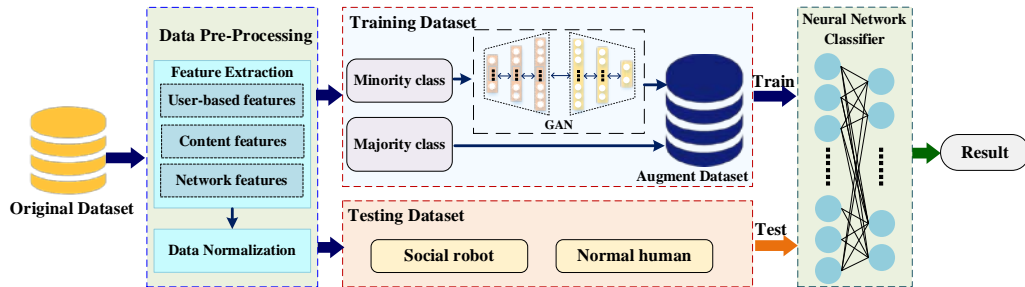 Original Dataset
Data Pre-Processing
Feature Extraction
User-based features
Content features
Network features
Data Normalization
Training Dataset
Minority class
Majority class
GAN
Augment Dataset
Testing Dataset
Social robot
Normal human
Train
Test
Neural Network
Classifier
Result